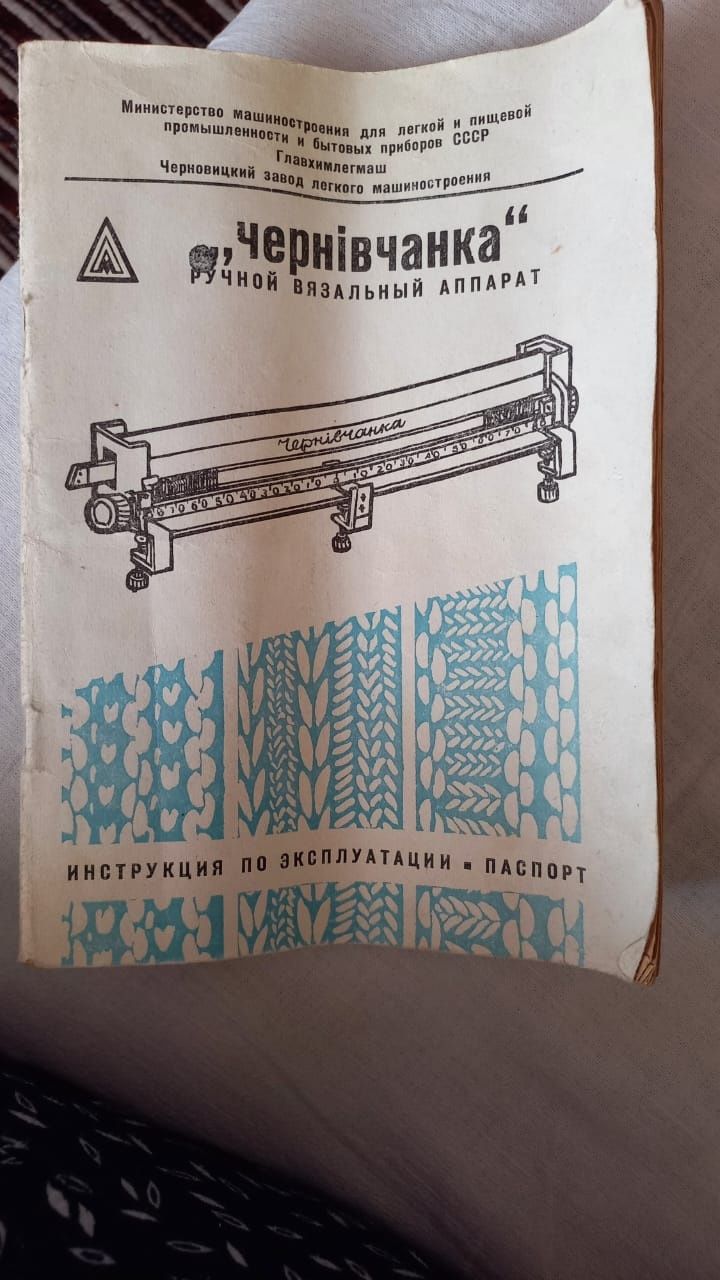 Министерство машиностроения для легкой и пищевой
промышленности и бытовых приборов СССР
Главхимлегмаш
Черновицкий завод легкого машиностроения
„чернівчанка“
РУЧНОЙ ВЯЗАЛЬНЫЙ АППАРАТ
чернівчанка
ИНСТРУКЦИЯ ПО ЭКСПЛУАТАЦИИ ▪ ПАСПОРТ